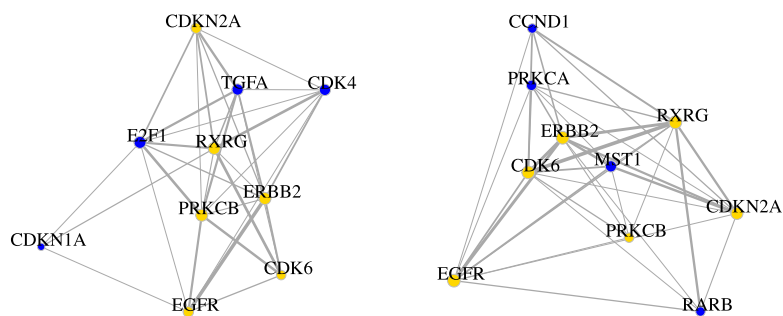 CDKN2A
TGFA
CDK4
E2F1
RXRG
ERBB2
PRKCB
CDKN1A
CDK6
EGFR
CCND1
PRKCA
RXRG
ERBB2
MST1
CDK6
CDKN2A
PRKCB
EGFR
RARB